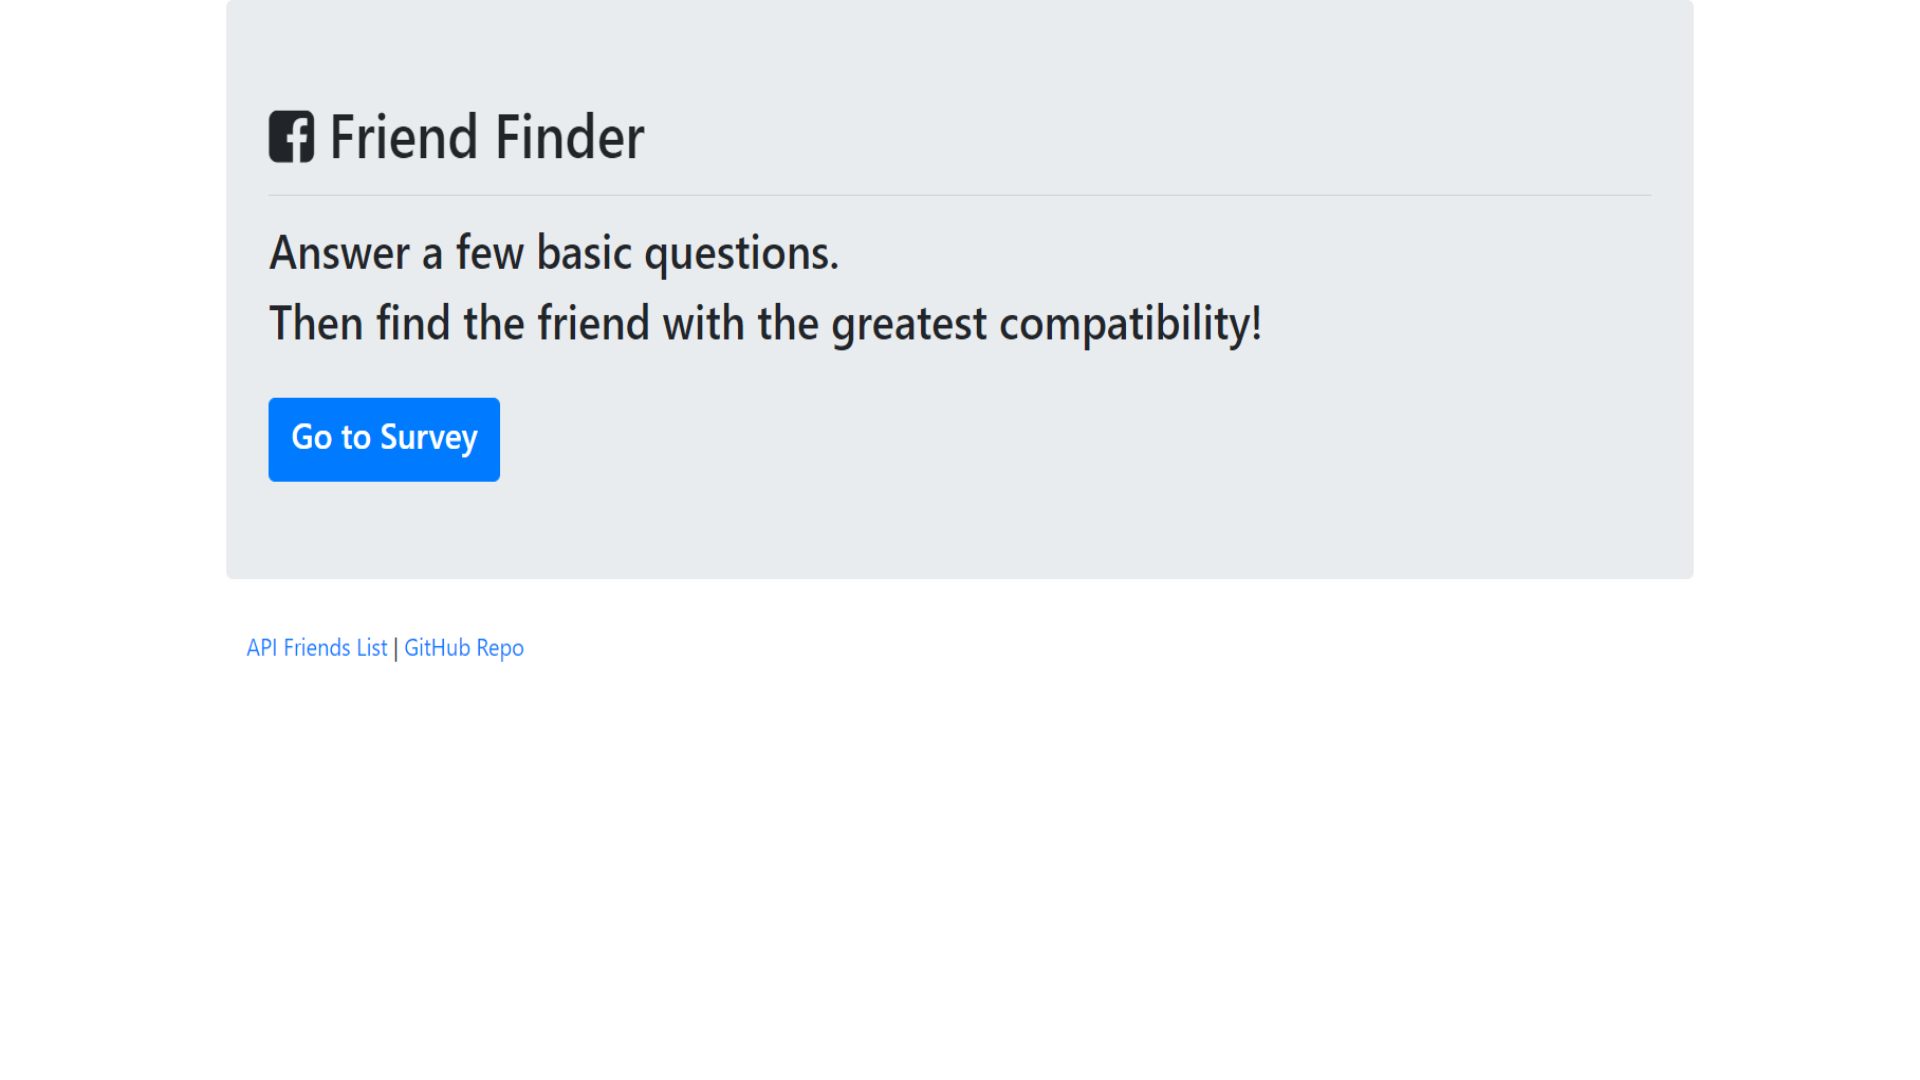 Friend Finder
Answer a few basic questions.
Then find the friend with the greatest compatibility!
Go to Survey
API Friends List | GitHub Repo